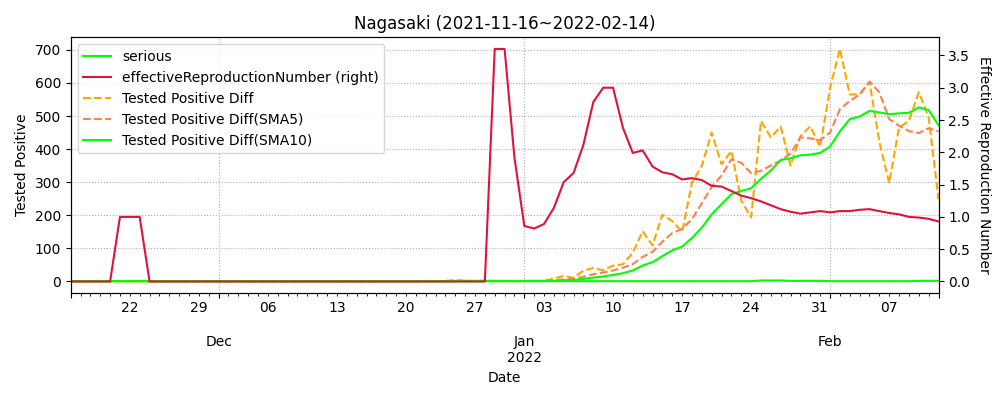 Nagasaki (2021-11-16~2022-02-14)
serious
effectiveReproductionNumber (right)
Tested Positive Diff
Tested Positive Diff(SMA5)
Tested Positive Diff(SMA10)
Tested Positive
700
600
500
400
300
200
100
0
3.5
3.0
2.5
2.0
1.5
1.0
0.5
0.0
Effective Reproduction Number
22 29 06 13 20 27 03 10 17 24 31 07
Dec Jan Feb
2022
Date